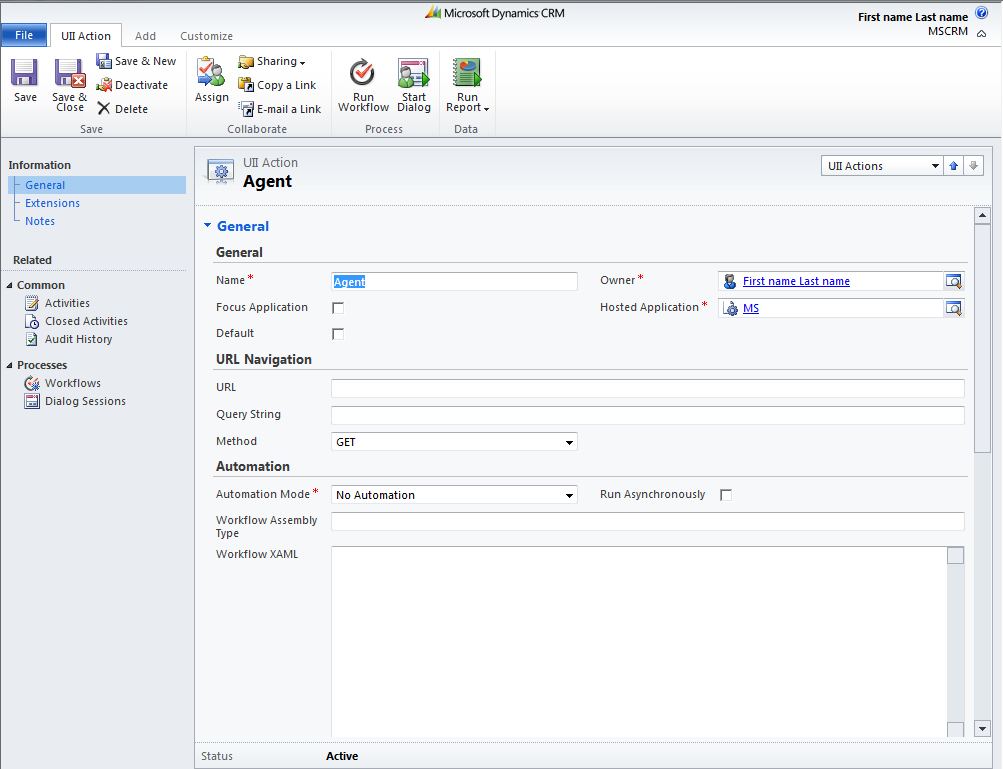 Microsoft Dynamics CRM
First name Last name
MSCRM
File
UII Action
Add
Customize
Save
Save & Close
Save & New
Deactivate
Delete
Save
Assign
Sharing
Copy a Link
E-mail a Link
Collaborate
Run Workflow
Start Dialog
Process
Run Report
Data
Information
General
Extensions
Notes
Related
Common
Activities
Closed Activities
Audit History
Processes
Workflows
Dialog Sessions
UII Action
Agent
UII Actions
General
General
Name *
Agent
Owner *
First name Last name
Focus Application
Hosted Application *
MS
Default
URL Navigation
URL
Query String
Method
GET
Automation
Automation Mode *
No Automation
Run Asynchronously
Workflow Assembly
Type
Workflow XAML
Status
Active